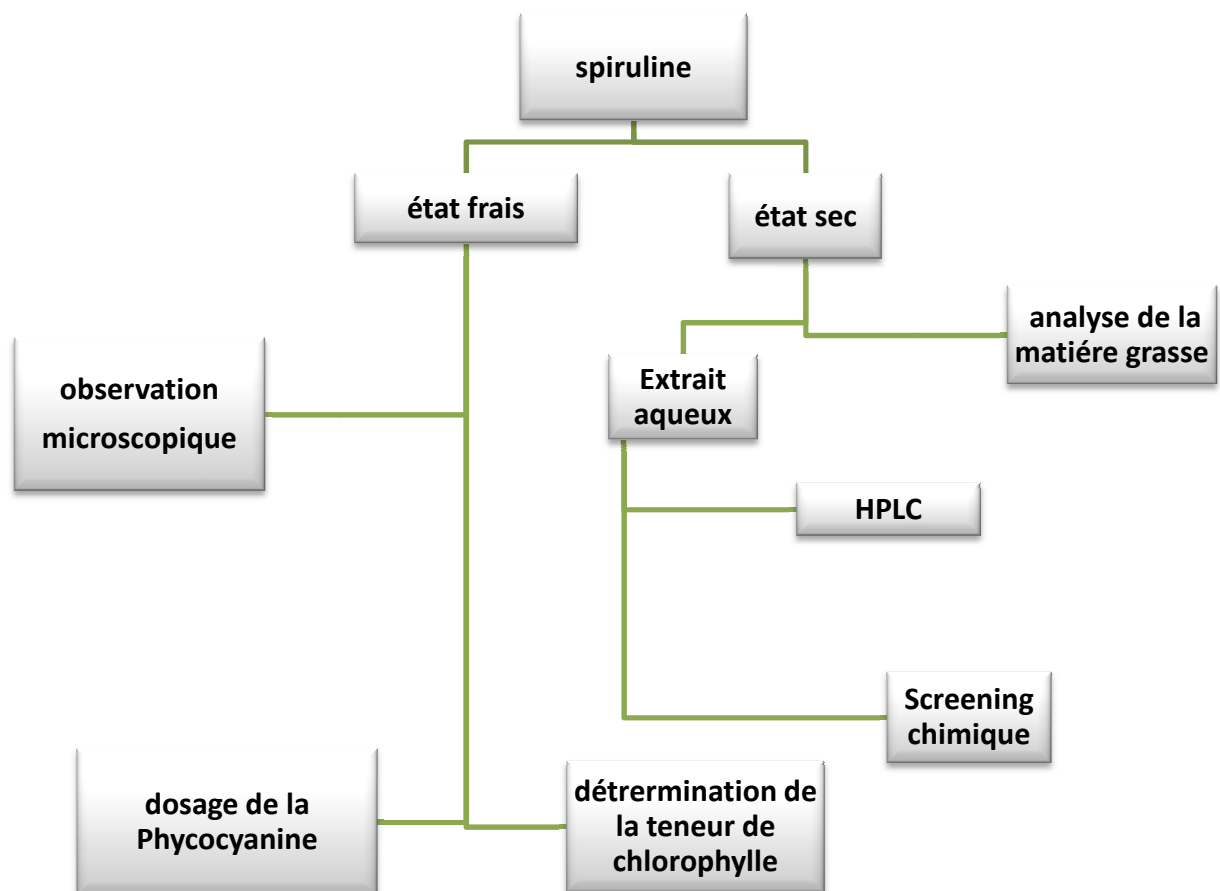 spiruline
état frais
état sec
analyse de la
matiére grasse
Extrait
aqueux
observation
microscopique
HPLC
Screening
chimique
dosage de la
Phycocyanine
détrermination de
la teneur de
chlorophylle